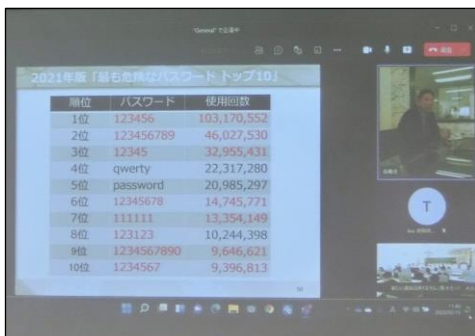 "General" で会議中
2021年版「最も危険なパスワード トップ10」
順位 パスワード 使用回数
1位 123456 103,170,552
2位 123456789 46,027,530
3位 12345 32,955,431
4位 qwerty 22,317,280
5位 password 20,985,297
6位 12345678 14,745,771
7位 111111 13,354,149
8位 123123 10,244,398
9位 1234567890 9,646,621
10位 1234567 9,396,813
T